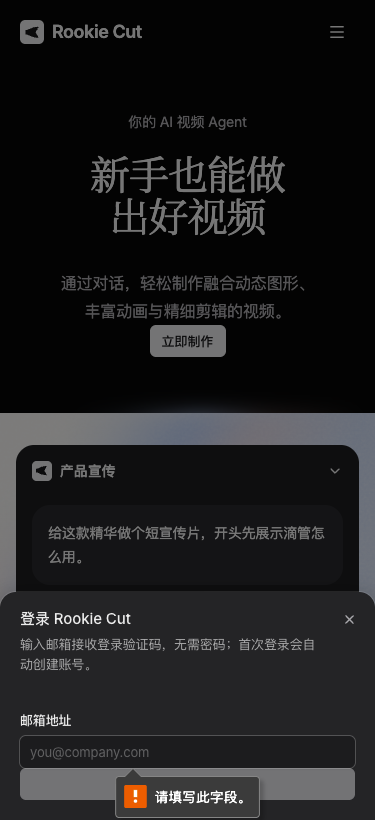 Rookie Cut
你的 AI 视频 Agent
新手也能做
出好视频
通过对话，轻松制作融合动态图形、
丰富动画与精细剪辑的视频。
立即制作
产品宣传
给这款精华做个短宣传片，开头先展示滴管怎
么用。
登录 Rookie Cut
输入邮箱接收登录验证码，无需密码；首次登录会自
动创建账号。
邮箱地址
you@company.com
请填写此字段。